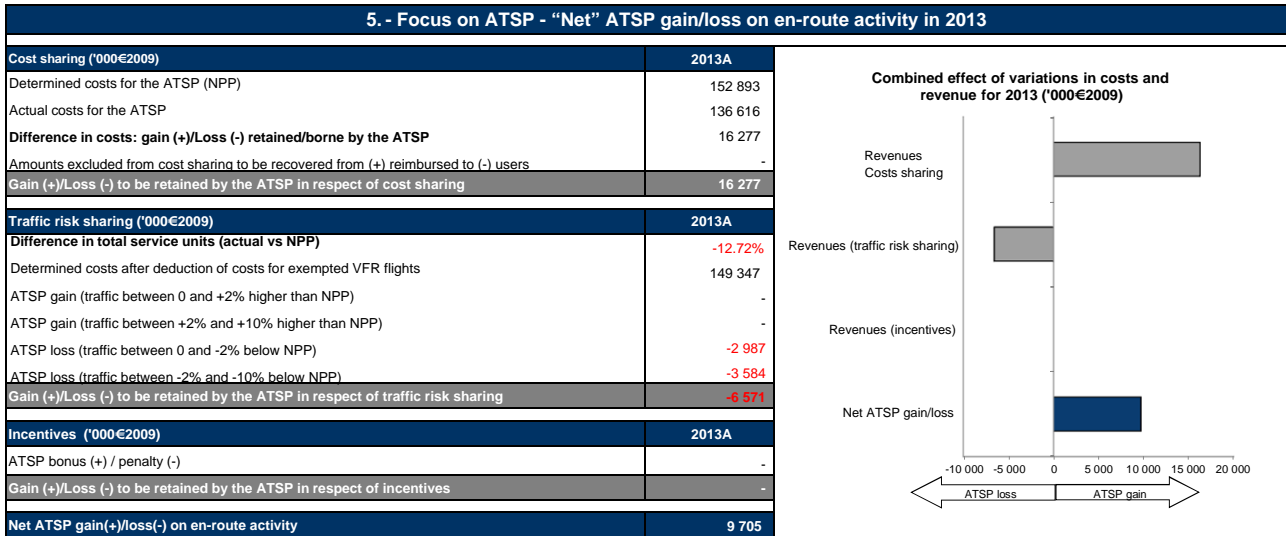 5. - Focus on ATSP - “Net” ATSP gain/loss on en-route activity in 2013
Cost sharing ('000€2009) 2013A
Determined costs for the ATSP (NPP) 152 893
Actual costs for the ATSP 136 616
Difference in costs: gain (+)/Loss (-) retained/borne by the ATSP 16 277
Amounts excluded from cost sharing to be recovered from (+) reimbursed to (-) users -
Gain (+)/Loss (-) to be retained by the ATSP in respect of cost sharing 16 277
Traffic risk sharing ('000€2009) 2013A
Difference in total service units (actual vs NPP) -12.72%
Determined costs after deduction of costs for exempted VFR flights 149 347
ATSP gain (traffic between 0 and +2% higher than NPP) -
ATSP gain (traffic between +2% and +10% higher than NPP) -
ATSP loss (traffic between 0 and -2% below NPP) -2 987
ATSP loss (traffic between -2% and -10% below NPP) -3 584
Gain (+)/Loss (-) to be retained by the ATSP in respect of traffic risk sharing -6 571
Incentives ('000€2009) 2013A
ATSP bonus (+) / penalty (-) -
Gain (+)/Loss (-) to be retained by the ATSP in respect of incentives -
Net ATSP gain(+)/loss(-) on en-route activity 9 705
Combined effect of variations in costs and
revenue for 2013 ('000€2009)
Revenues
Costs sharing
Revenues (traffic risk sharing)
Revenues (incentives)
Net ATSP gain/loss
-10 000 -5 000 0 5 000 10 000 15 000 20 000
ATSP loss ATSP gain